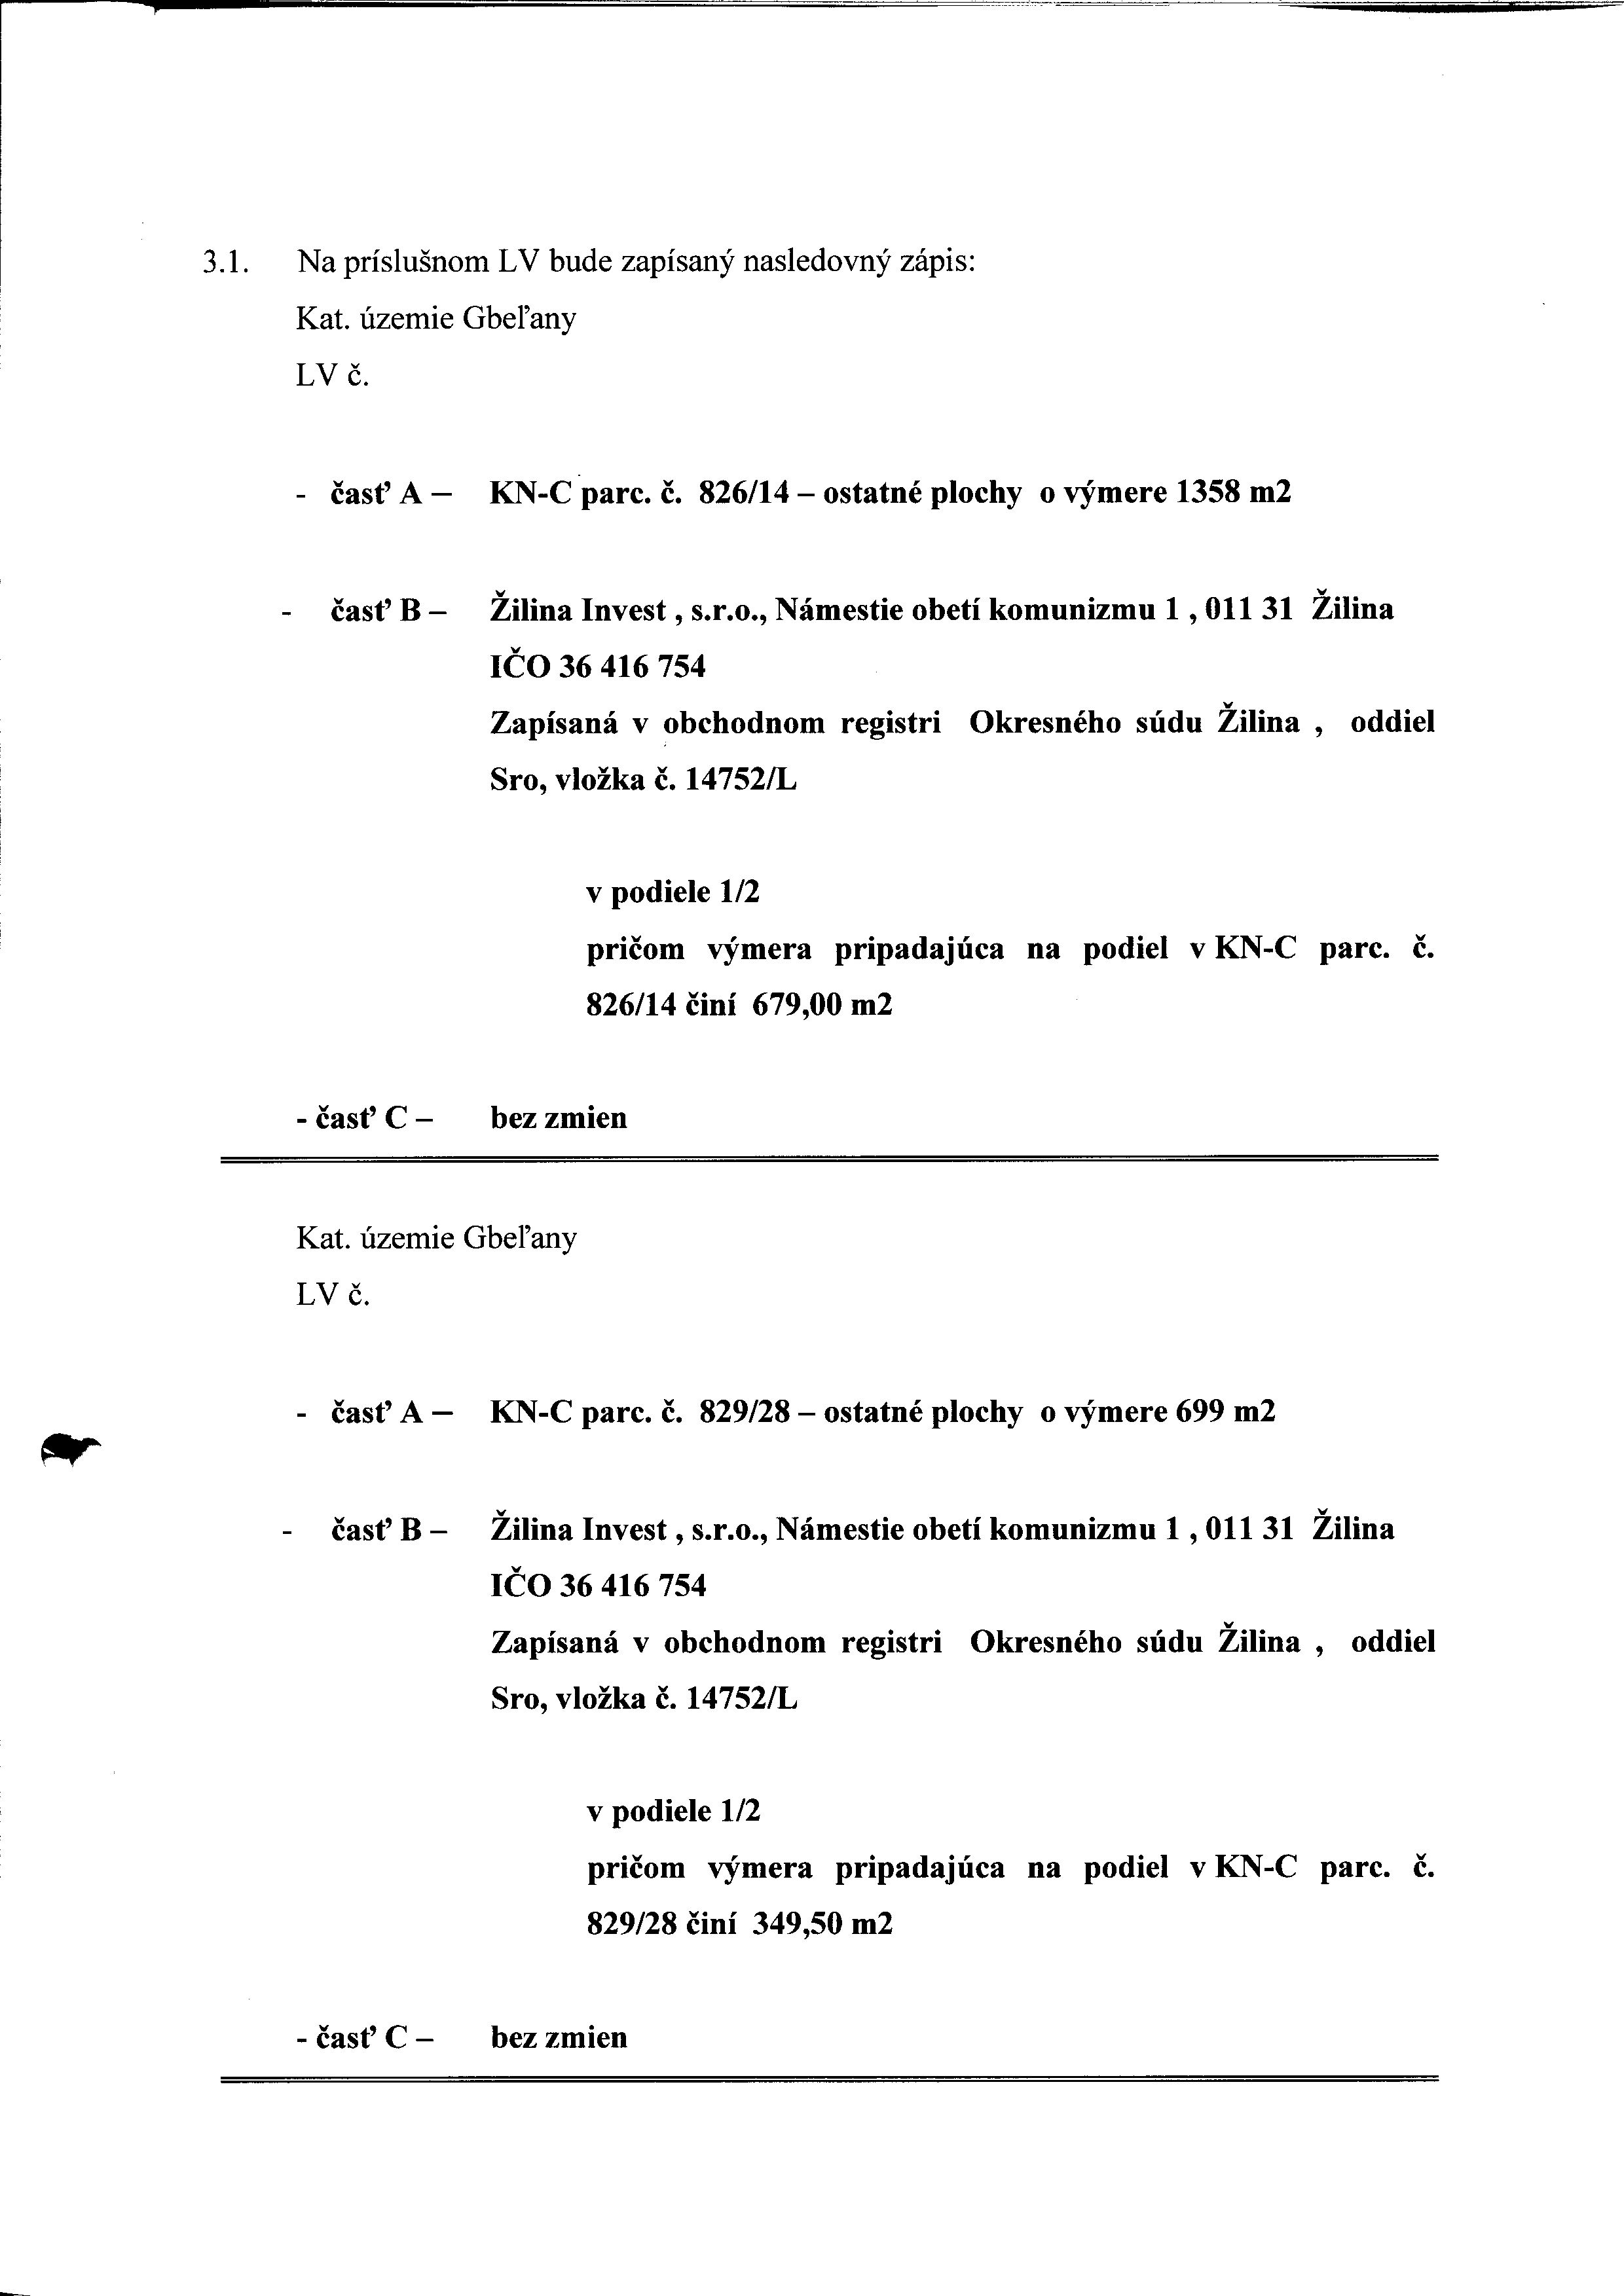 3.1. Na príslušnom LV bude zapísaný nasledovný zápis:
Kat. územie Gbeľany
LV č.
- časť A – KN-C parc. č. 826/14 – ostatné plochy o výmere 1358 m2
- časť B – Žilina Invest , s.r.o., Námestie obetí komunizmu 1 , 011 31 Žilina
IČO 36 416 754
Zapísaná v obchodnom registri Okresného súdu Žilina , oddiel
Sro, vložka č. 14752/L
v podiele 1/2
pričom výmera pripadajúca na podiel v KN-C parc. č.
826/14 činí 679,00 m2
- časť C – bez zmien
Kat. územie Gbeľany
LV č.
- časť A – KN-C parc. č. 829/28 – ostatné plochy o výmere 699 m2
- časť B – Žilina Invest , s.r.o., Námestie obetí komunizmu 1 , 011 31 Žilina
IČO 36 416 754
Zapísaná v obchodnom registri Okresného súdu Žilina , oddiel
Sro, vložka č. 14752/L
v podiele 1/2
pričom výmera pripadajúca na podiel v KN-C parc. č.
829/28 činí 349,50 m2
- časť C – bez zmien